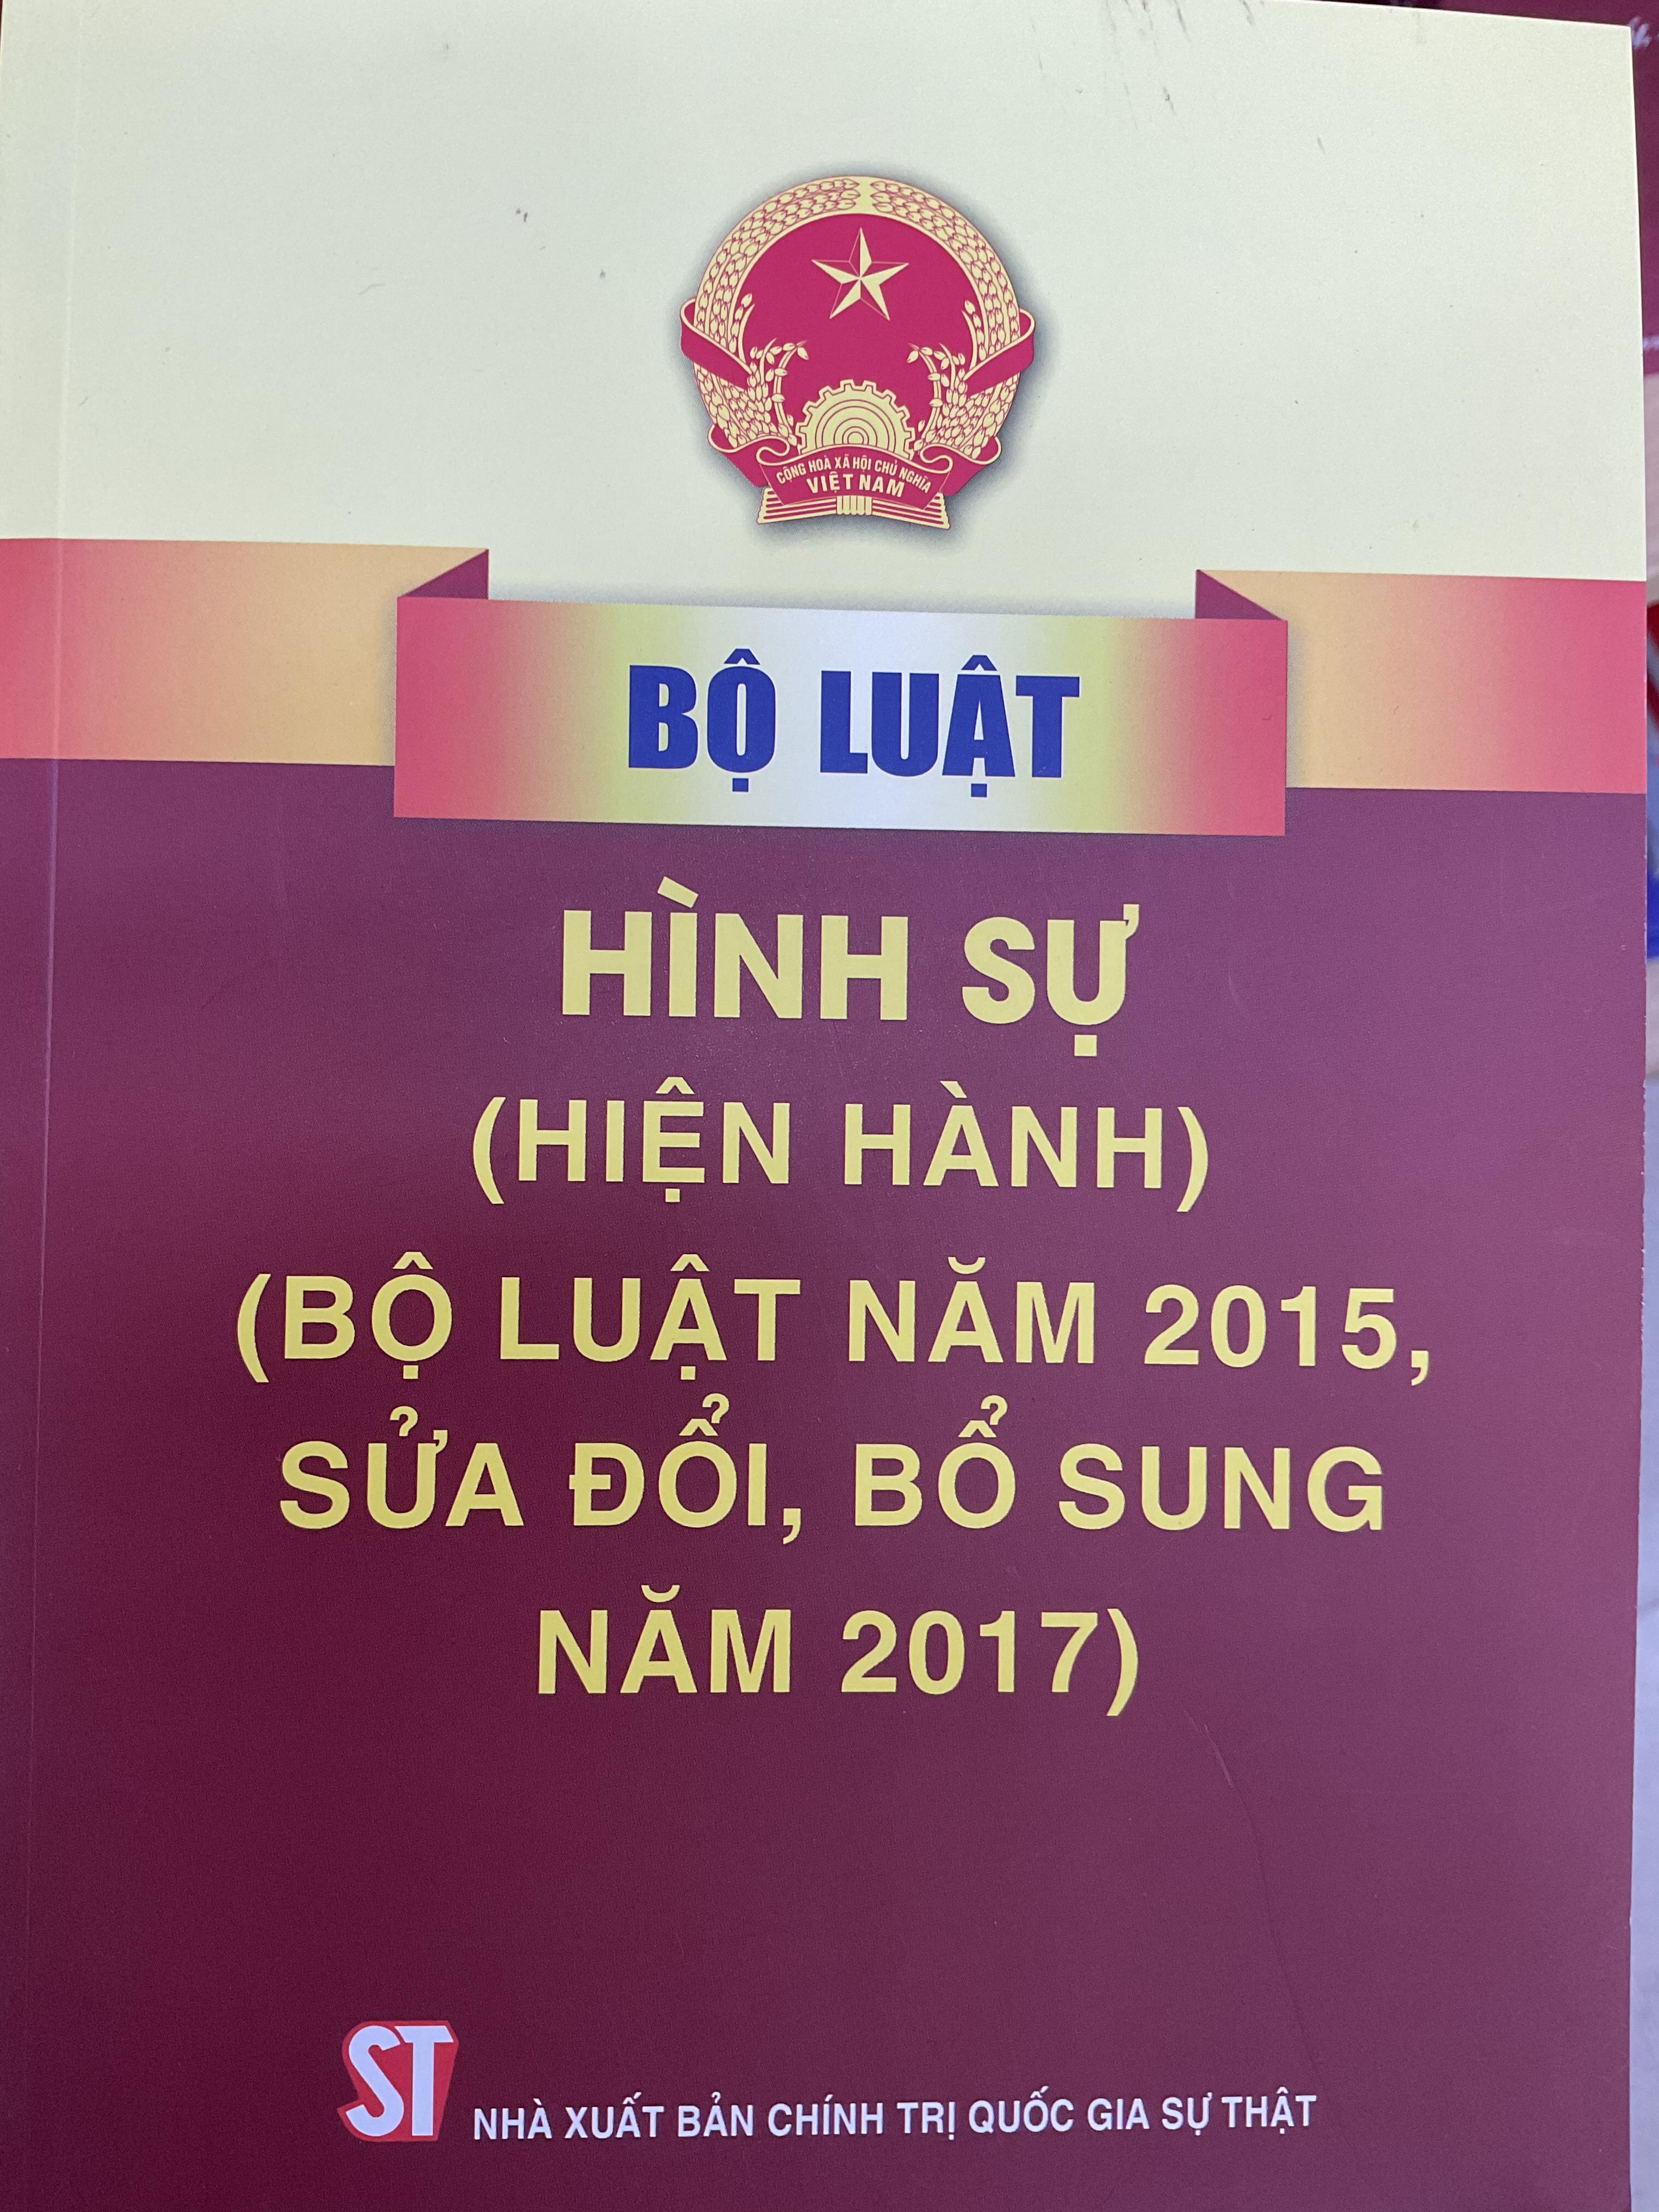 CỘNG HOÀ XÃ HỘI CHỦ NGHĨA
VIỆT NAM
BỘ LUẬT
HÌNH SỰ
(HIỆN HÀNH)
(BỘ LUẬT NĂM 2015,
SỬA ĐỔI, BỔ SUNG
NĂM 2017)
ST
NHÀ XUẤT BẢN CHÍNH TRỊ QUỐC GIA SỰ THẬT